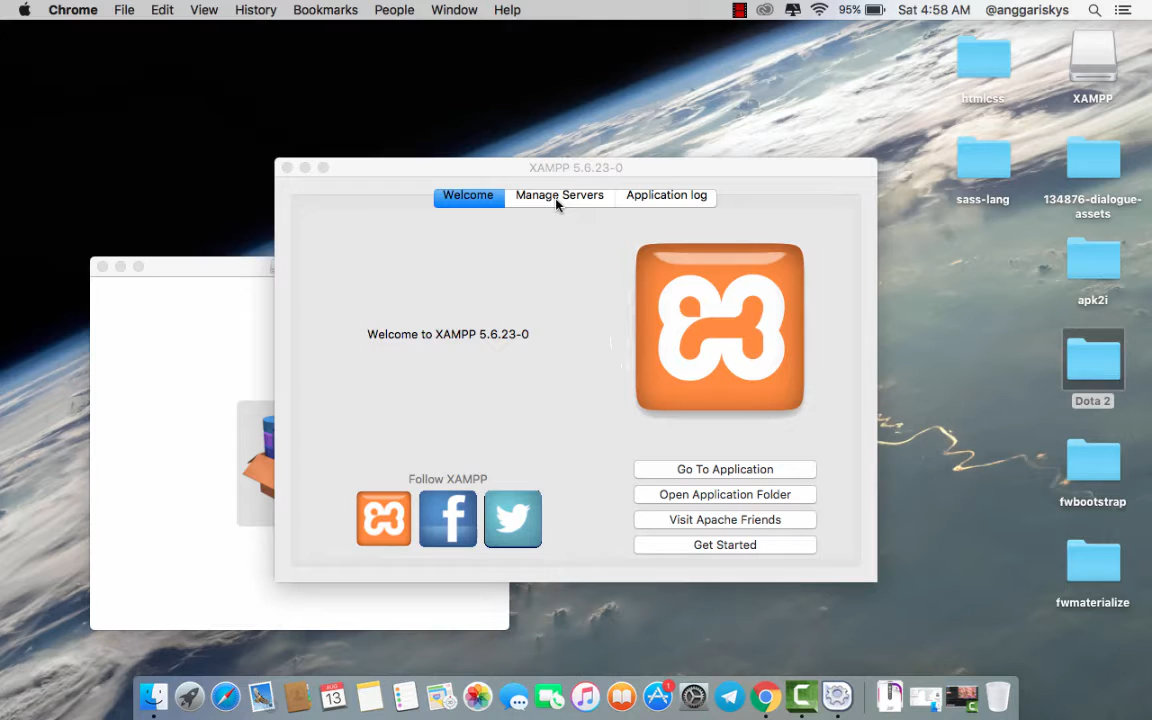 Chrome File Edit View History Bookmarks People Window Help 95% Sat 4:58 AM @anggariskys
htmlcss XAMPP
sass-lang 134876-dialogue-assets
apk2i
Dota 2
fwbootstrap
fwmaterialize
XAMPP 5.6.23-0
Welcome Manage Servers Application log
Welcome to XAMPP 5.6.23-0
Follow XAMPP
Go To Application
Open Application Folder
Visit Apache Friends
Get Started
AUG
13
1